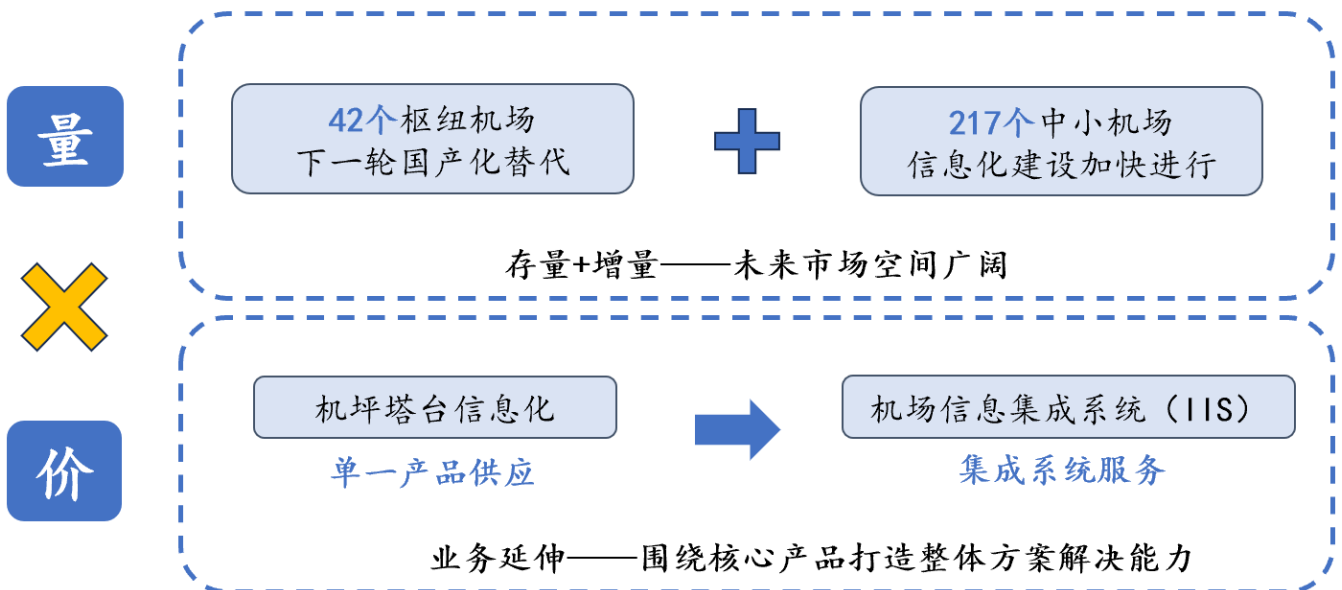 量
42个枢纽机场
下一轮国产化替代
217个中小机场
信息化建设加快进行
存量+增量——未来市场空间广阔
价
机坪塔台信息化
单一产品供应
机场信息集成系统（IIS）
集成系统服务
业务延伸——围绕核心产品打造整体方案解决能力